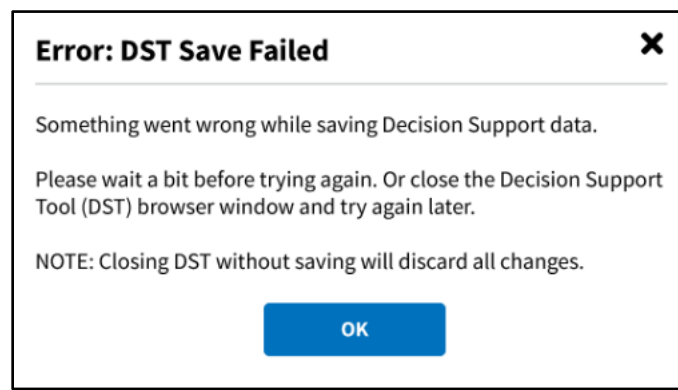 Error: DST Save Failed
Something went wrong while saving Decision Support data.
Please wait a bit before trying again. Or close the Decision Support
Tool (DST) browser window and try again later.
NOTE: Closing DST without saving will discard all changes.
OK